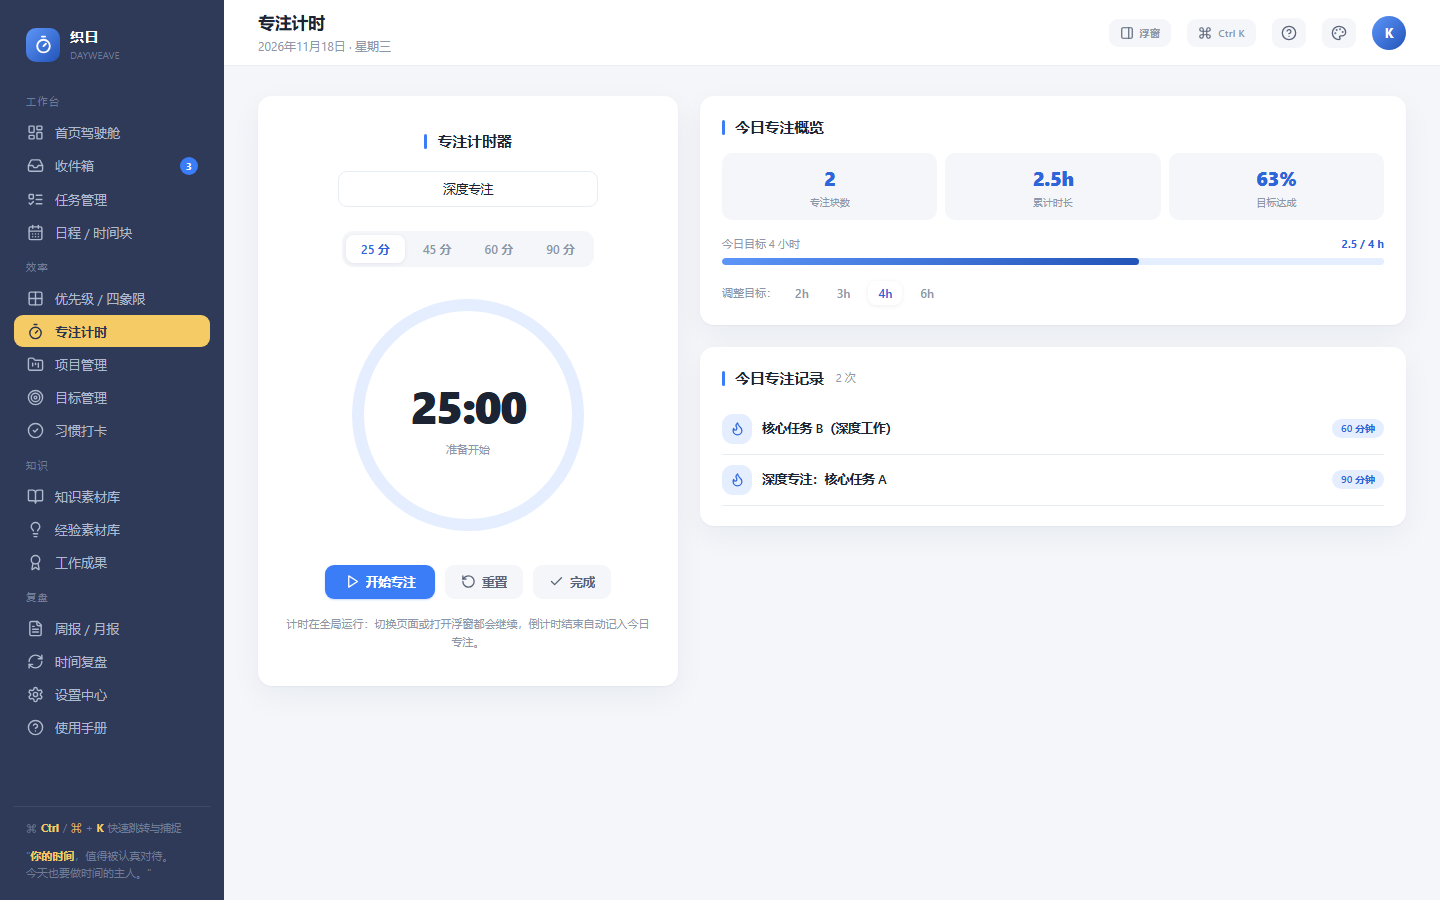 织日
DAYWEAVE
工作台
首页驾驶舱
收件箱 3
任务管理
日程 / 时间块
效率
优先级 / 四象限
专注计时
项目管理
目标管理
习惯打卡
知识
知识素材库
经验素材库
工作成果
复盘
周报 / 月报
时间复盘
设置中心
使用手册
⌘ Ctrl / ⌘ + K 快速跳转与捕捉
“你的时间，值得被认真对待。
今天也要做时间的主人。”
专注计时
2026年11月18日 · 星期三
浮窗
⌘ Ctrl K
K
专注计时器
深度专注
25 分 45 分 60 分 90 分
25:00
准备开始
开始专注 重置 完成
计时在全局运行：切换页面或打开浮窗都会继续，倒计时结束自动记入今日
专注。
今日专注概览
2 2.5h 63%
专注块数 累计时长 目标达成
今日目标 4 小时 2.5 / 4 h
调整目标： 2h 3h 4h 6h
今日专注记录 2 次
核心任务 B（深度工作） 60 分钟
深度专注：核心任务 A 90 分钟